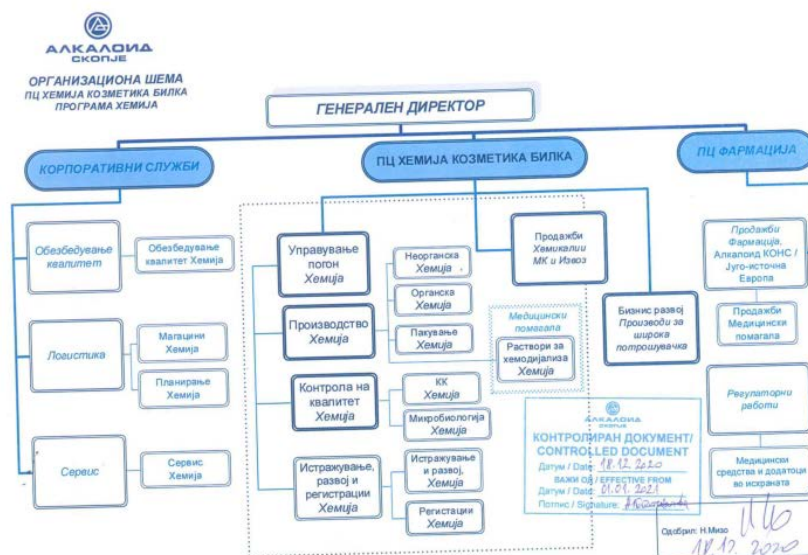 АЛКАЛОИД
СКОПЈЕ
ОРГАНИЗАЦИОНА ШЕМА
ПЦ ХЕМИЈА КОЗМЕТИКА БИЛКА
ПРОГРАМА ХЕМИЈА
ГЕНЕРАЛЕН ДИРЕКТОР
КОРПОРАТИВНИ СЛУЖБИ
ПЦ ХЕМИЈА КОЗМЕТИКА БИЛКА
ПЦ ФАРМАЦИЈА
Обезбедување
квалитет
Обезбедување
квалитет Хемија
Логистика
Магацини
Хемија
Планирање
Хемија
Сервис
Сервис
Хемија
Управување
погон
Хемија
Производство
Хемија
Неорганска
Хемија
Органска
Хемија
Пакување
Хемија
Медицински
помагала
Раствори за
хемодијализа
Хемија
Контрола на
квалитет
Хемија
КК
Хемија
Микробиологија
Хемија
Истражување,
развој и
регистрации
Хемија
Истражување
и развој,
Хемија
Регистации
Хемија
Продажби
Хемикалии
МК и Извоз
Бизнис развој
Производи за
широка
потрошувачка
Продажби
Фармација,
Алкалоид КОНС /
Југо-источна
Европа
Продажби
Медицински
помагала
Регулаторни
работи
Медицински
средства и додатоци
во исхраната
АЛКАЛОИД
СКОПЈЕ
КОНТРОЛИРАН ДОКУМЕНТ/
CONTROLLED DOCUMENT
Датум / Date: 18.12.2020
ВАЖИ ОД / EFFECTIVE FROM
Датум / Date: 01.01.2021
Потпис / Signature:
Одобрил: Н.Мизо
18.12.2020